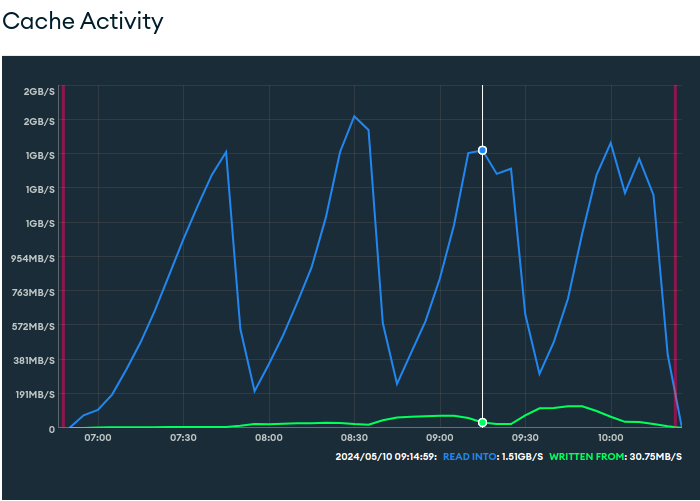 Cache Activity
2GB/S
2GB/S
1GB/S
1GB/S
1GB/S
954MB/S
763MB/S
572MB/S
381MB/S
191MB/S
0
07:00 07:30 08:00 08:30 09:00 09:30 10:00
2024/05/10 09:14:59: READ INTO: 1.51GB/S WRITTEN FROM: 30.75MB/S